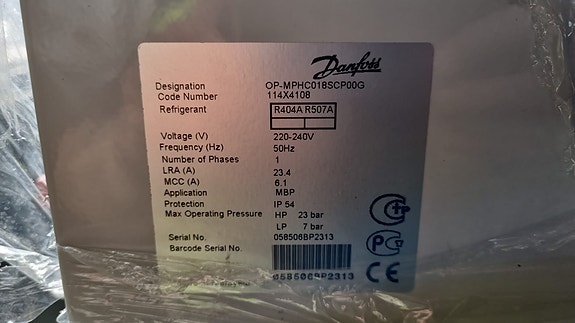 Danfoss
Designation OP-MPHC018SCP00G
Code Number 114X4108
Refrigerant R404A R507A
Voltage (V) 220-240V
Frequency (Hz) 50Hz
Number of Phases 1
LRA (A) 23.4
MCC (A) 6.1
Application MBP
Protection IP 54
Max Operating Pressure HP 23 bar
LP 7 bar
Serial No. 058506BP2313
Barcode Serial No.
058506BP2313
CE